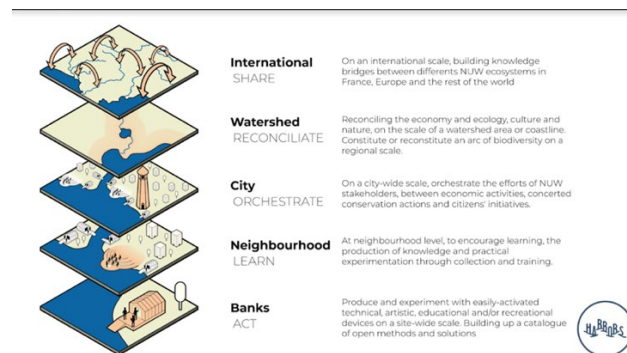 International
SHARE
On an international scale, building knowledge
bridges between differents NUW ecosystems in
France, Europe and the rest of the world
Watershed
RECONCILIATE
Reconciling the economy and ecology, culture and
nature, on the scale of a watershed area or coastline.
Constitute or reconstitute an arc of biodiversity on a
regional scale.
City
ORCHESTRATE
On a city-wide scale, orchestrate the efforts of NUW
stakeholders, between economic activities, concerted
conservation actions and citizens' initiatives.
Neighbourhood
LEARN
At neighbourhood level, to encourage learning, the
production of knowledge and practical
experimentation through collection and training.
Banks
ACT
Produce and experiment with easily-activated
technical, artistic, educational and/or recreational
devices on a site-wide scale. Building up a catalogue
of open methods and solutions
HARBOBS